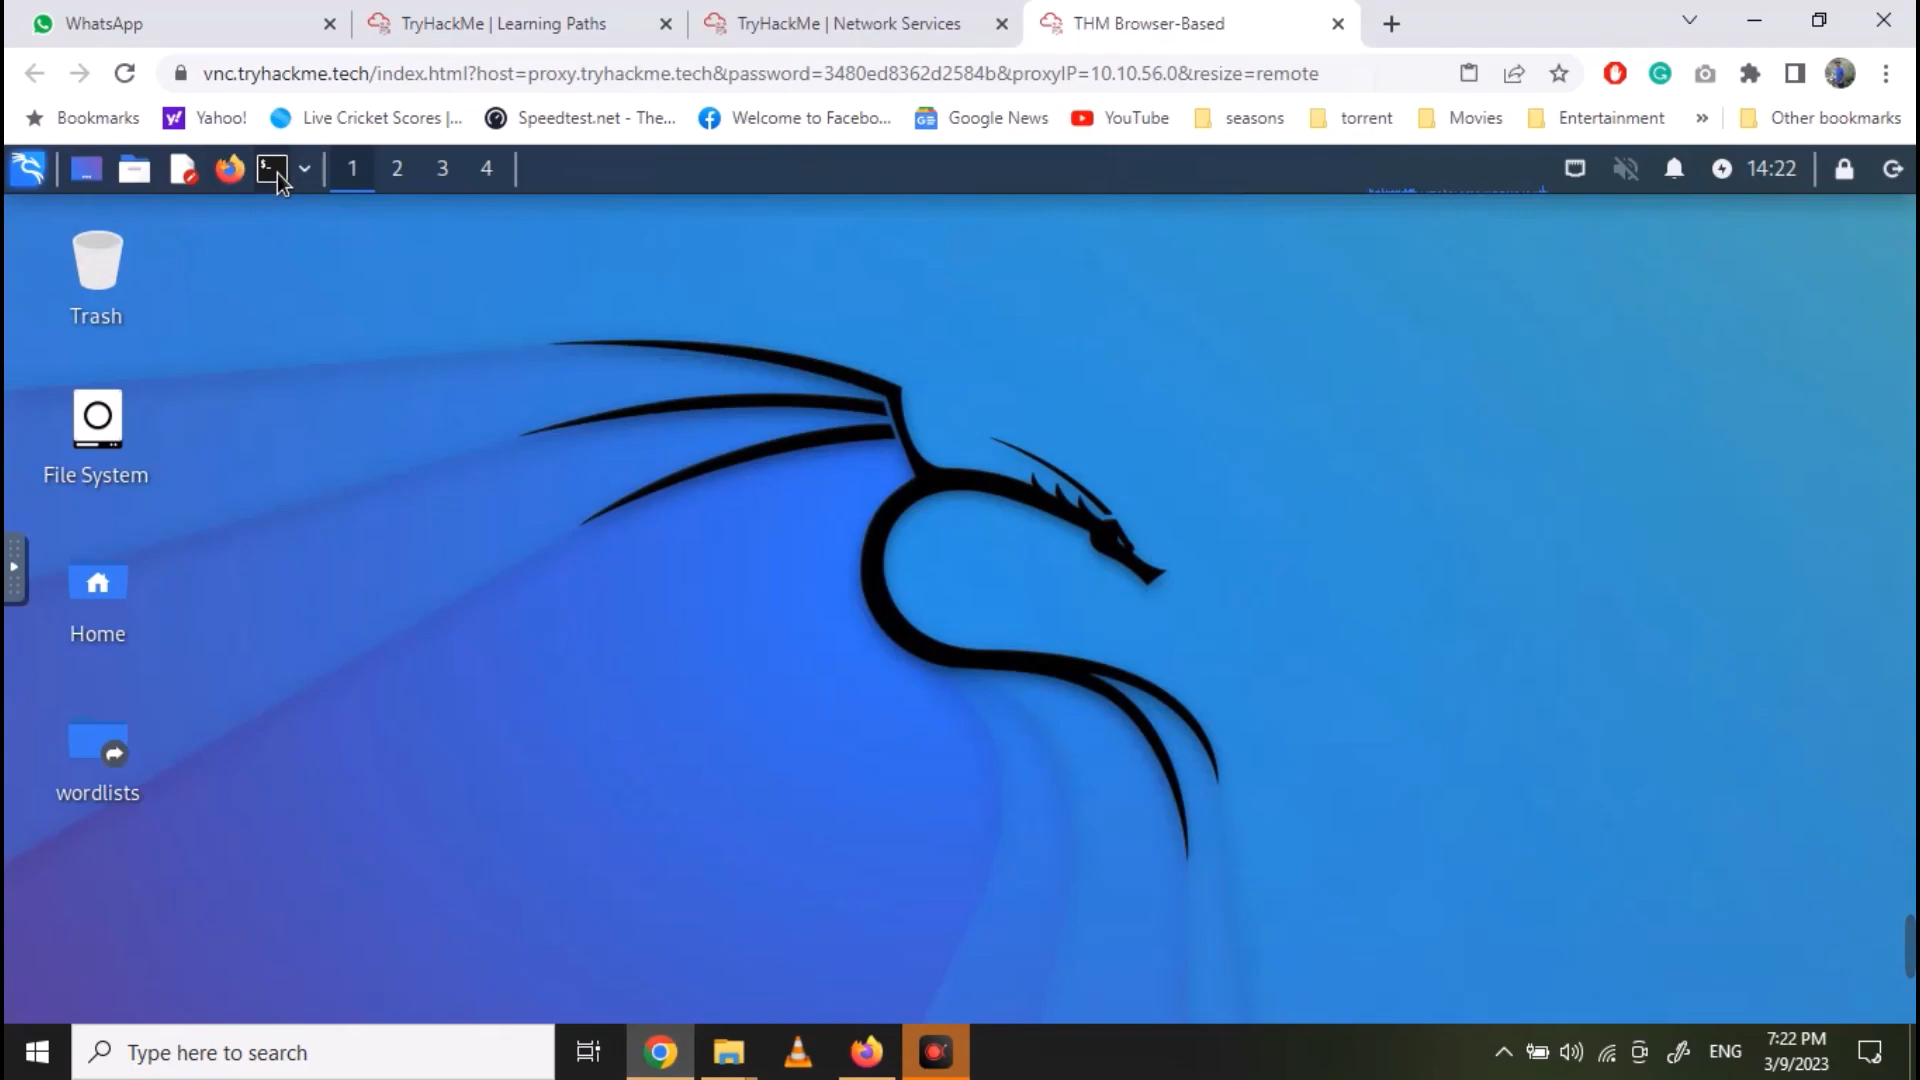 WhatsApp
TryHackMe | Learning Paths
TryHackMe | Network Services
THM Browser-Based
vnc.tryhackme.tech/index.html?host=proxy.tryhackme.tech&password=3480ed8362d2584b&proxyIP=10.10.56.0&resize=remote
Bookmarks
Yahoo!
Live Cricket Scores |...
Speedtest.net - The...
Welcome to Facebo...
Google News
YouTube
seasons
torrent
Movies
Entertainment
»
Other bookmarks
1 2 3 4
14:22
Trash
File System
Home
wordlists
Type here to search
ENG
7:22 PM
3/9/2023